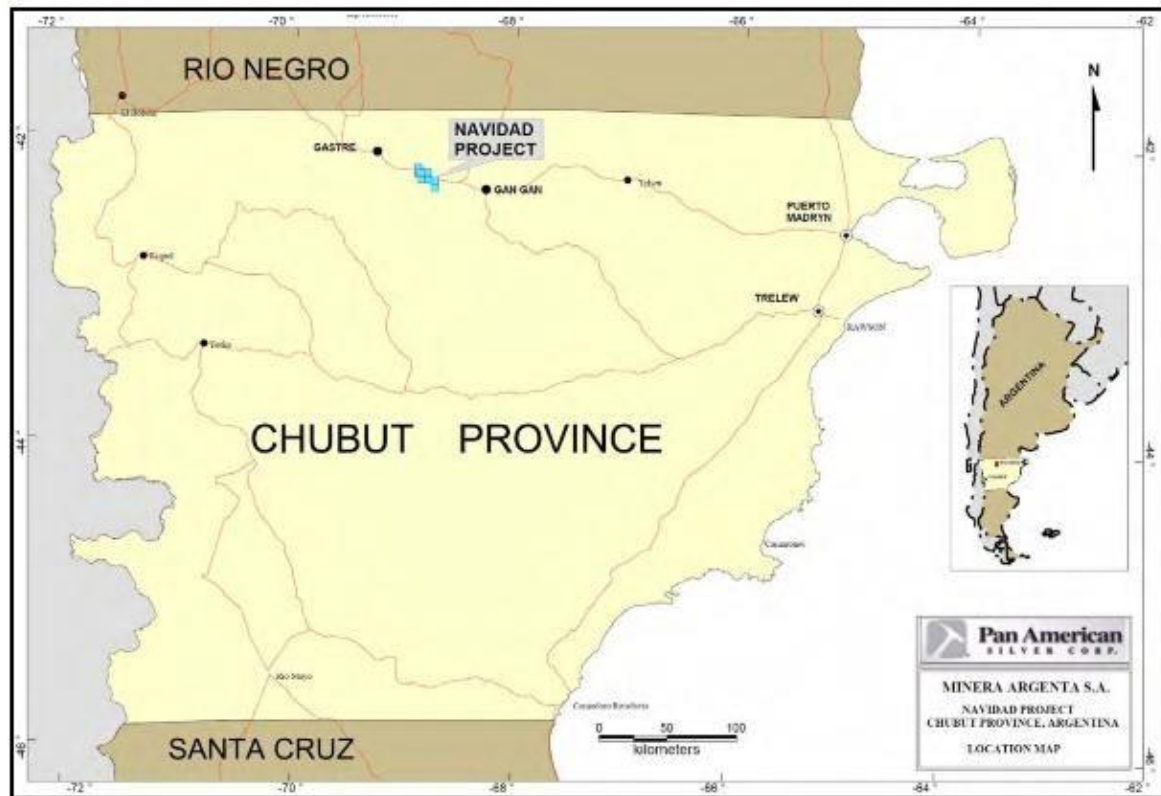 -72 °
-70 °
-68 °
-66 °
-64 °
-62
RIO NEGRO
N
-42
-42
NAVIDAD
PROJECT
GASTRE
GAN GAN
Telsen
PUERTO
MADRYN
Esquel
TRELEW
RAWSON
Tecka
ARGENTINA
CHUBUT PROVINCE
-44
-44
Camarones
Rio Mayo
Comodoro Rivadavia
Pan American
SILVER CORP.
MINERA ARGENTA S.A.
NAVIDAD PROJECT
CHUBUT PROVINCE, ARGENTINA
LOCATION MAP
0 50 100
kilometers
SANTA CRUZ
-46
-46
-72 °
-70 °
-68 °
-66 °
-64 °
-62 °